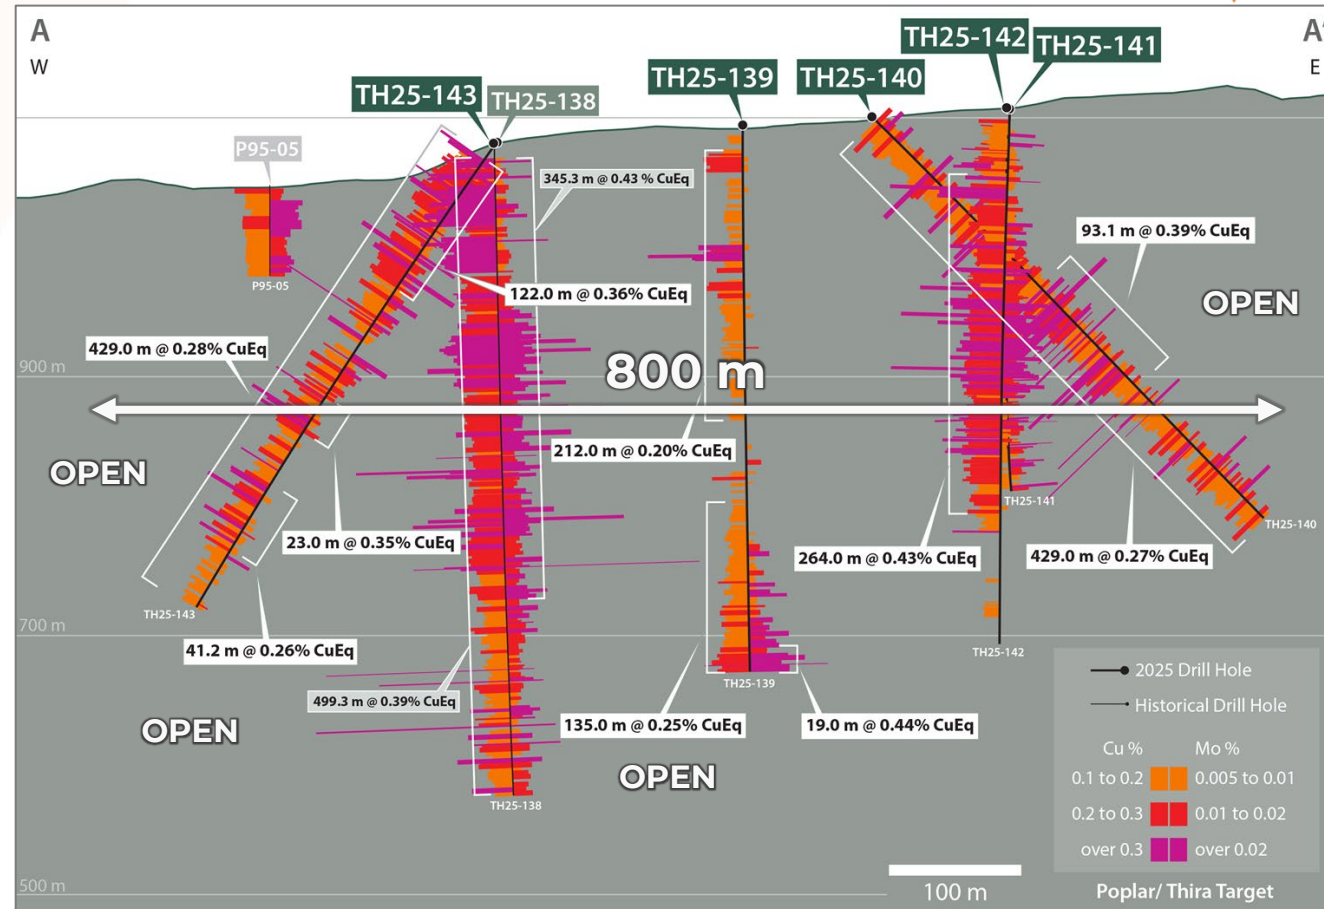 A
W
A'
E
TH25-143
TH25-138
TH25-139
TH25-140
TH25-142
TH25-141
P95-05
P95-05
345.3 m @ 0.43 % CuEq
122.0 m @ 0.36% CuEq
93.1 m @ 0.39% CuEq
OPEN
429.0 m @ 0.28% CuEq
900 m
800 m
OPEN
212.0 m @ 0.20% CuEq
23.0 m @ 0.35% CuEq
264.0 m @ 0.43% CuEq
429.0 m @ 0.27% CuEq
TH25-141
TH25-140
TH25-143
41.2 m @ 0.26% CuEq
700 m
TH25-142
TH25-139
499.3 m @ 0.39% CuEq
135.0 m @ 0.25% CuEq
19.0 m @ 0.44% CuEq
OPEN
OPEN
TH25-138
500 m
2025 Drill Hole
Historical Drill Hole
Cu % Mo %
0.1 to 0.2 0.005 to 0.01
0.2 to 0.3 0.01 to 0.02
over 0.3 over 0.02
100 m
Poplar/ Thira Target